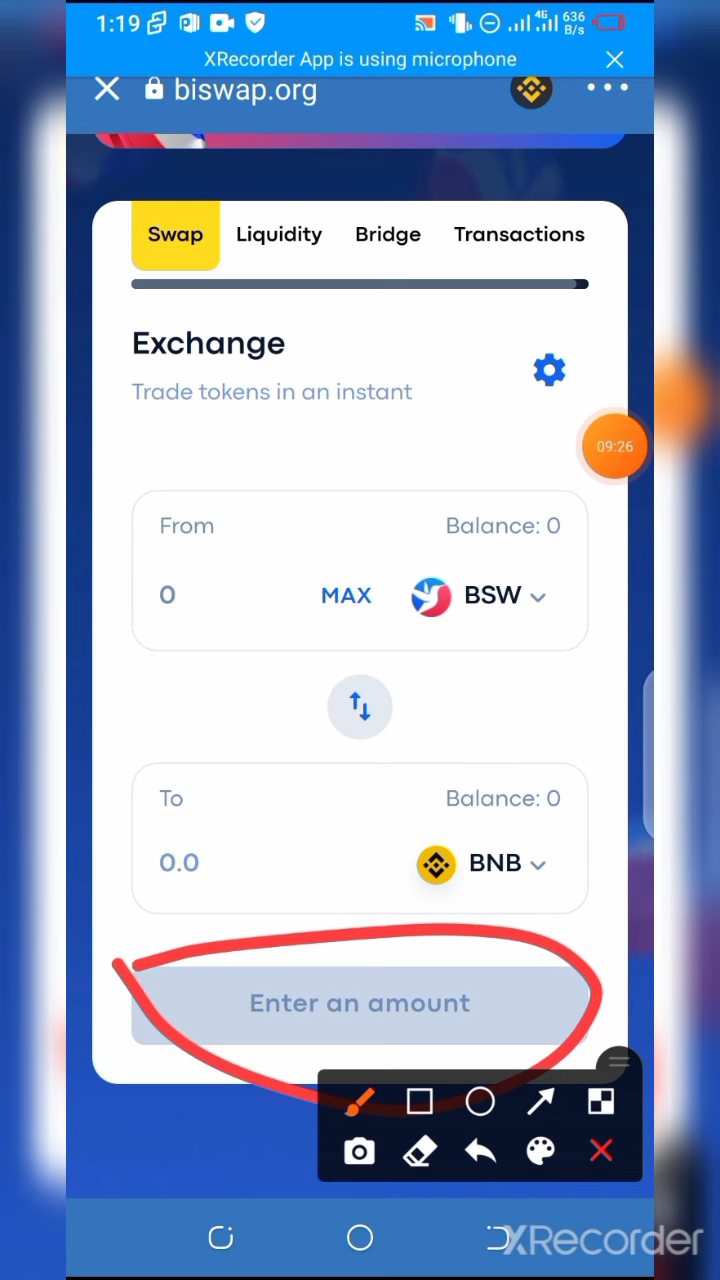 1:19
4G
636
B/s
XRecorder App is using microphone
biswap.org
Swap Liquidity Bridge Transactions
Exchange
Trade tokens in an instant
09:26
From Balance: 0
0 MAX BSW
To Balance: 0
0.0 BNB
Enter an amount
XRecorder